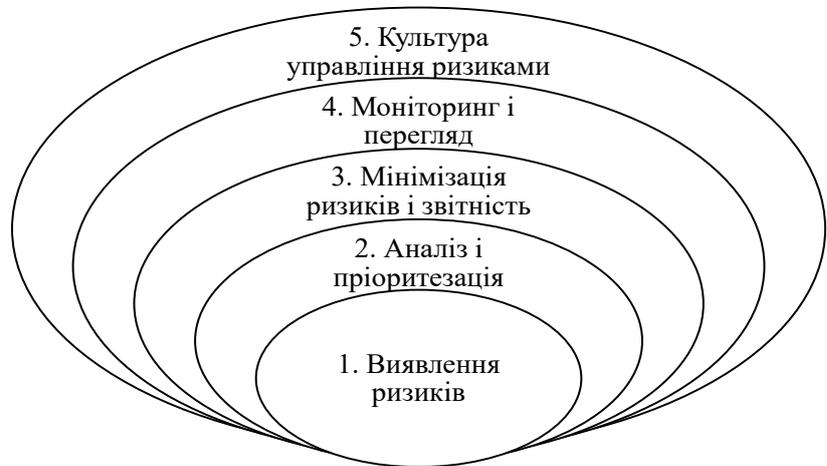 5. Культура
управління ризиками
4. Моніторинг і
перегляд
3. Мінімізація
ризиків і звітність
2. Аналіз і
пріоритезація
1. Виявлення
ризиків